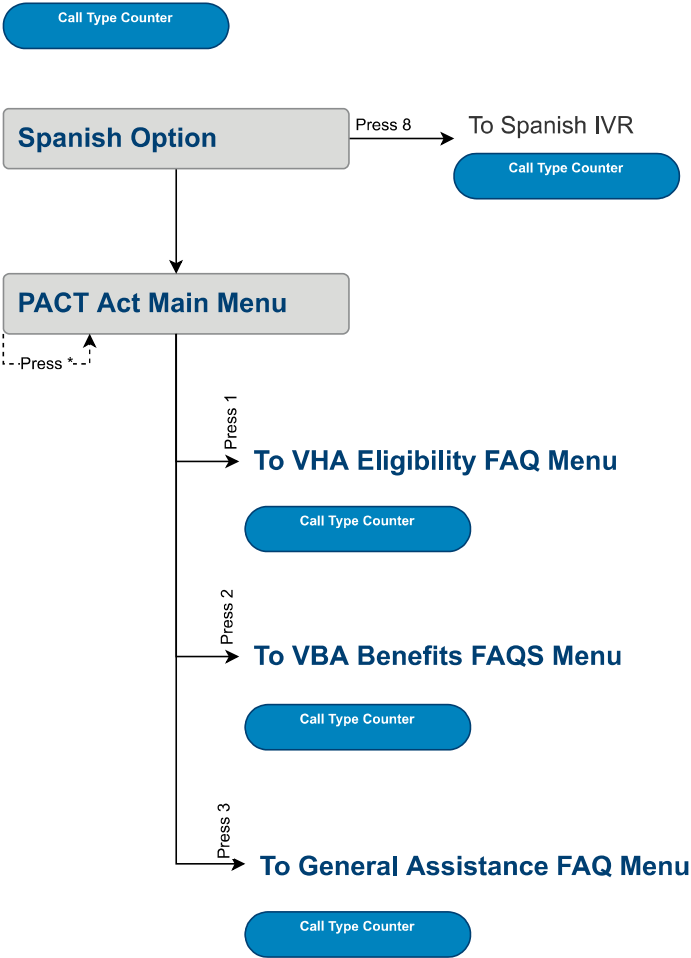 Call Type Counter
Spanish Option
Press 8
To Spanish IVR
Call Type Counter
PACT Act Main Menu
Press *
Press 1
To VHA Eligibility FAQ Menu
Call Type Counter
Press 2
To VBA Benefits FAQS Menu
Call Type Counter
Press 3
To General Assistance FAQ Menu
Call Type Counter